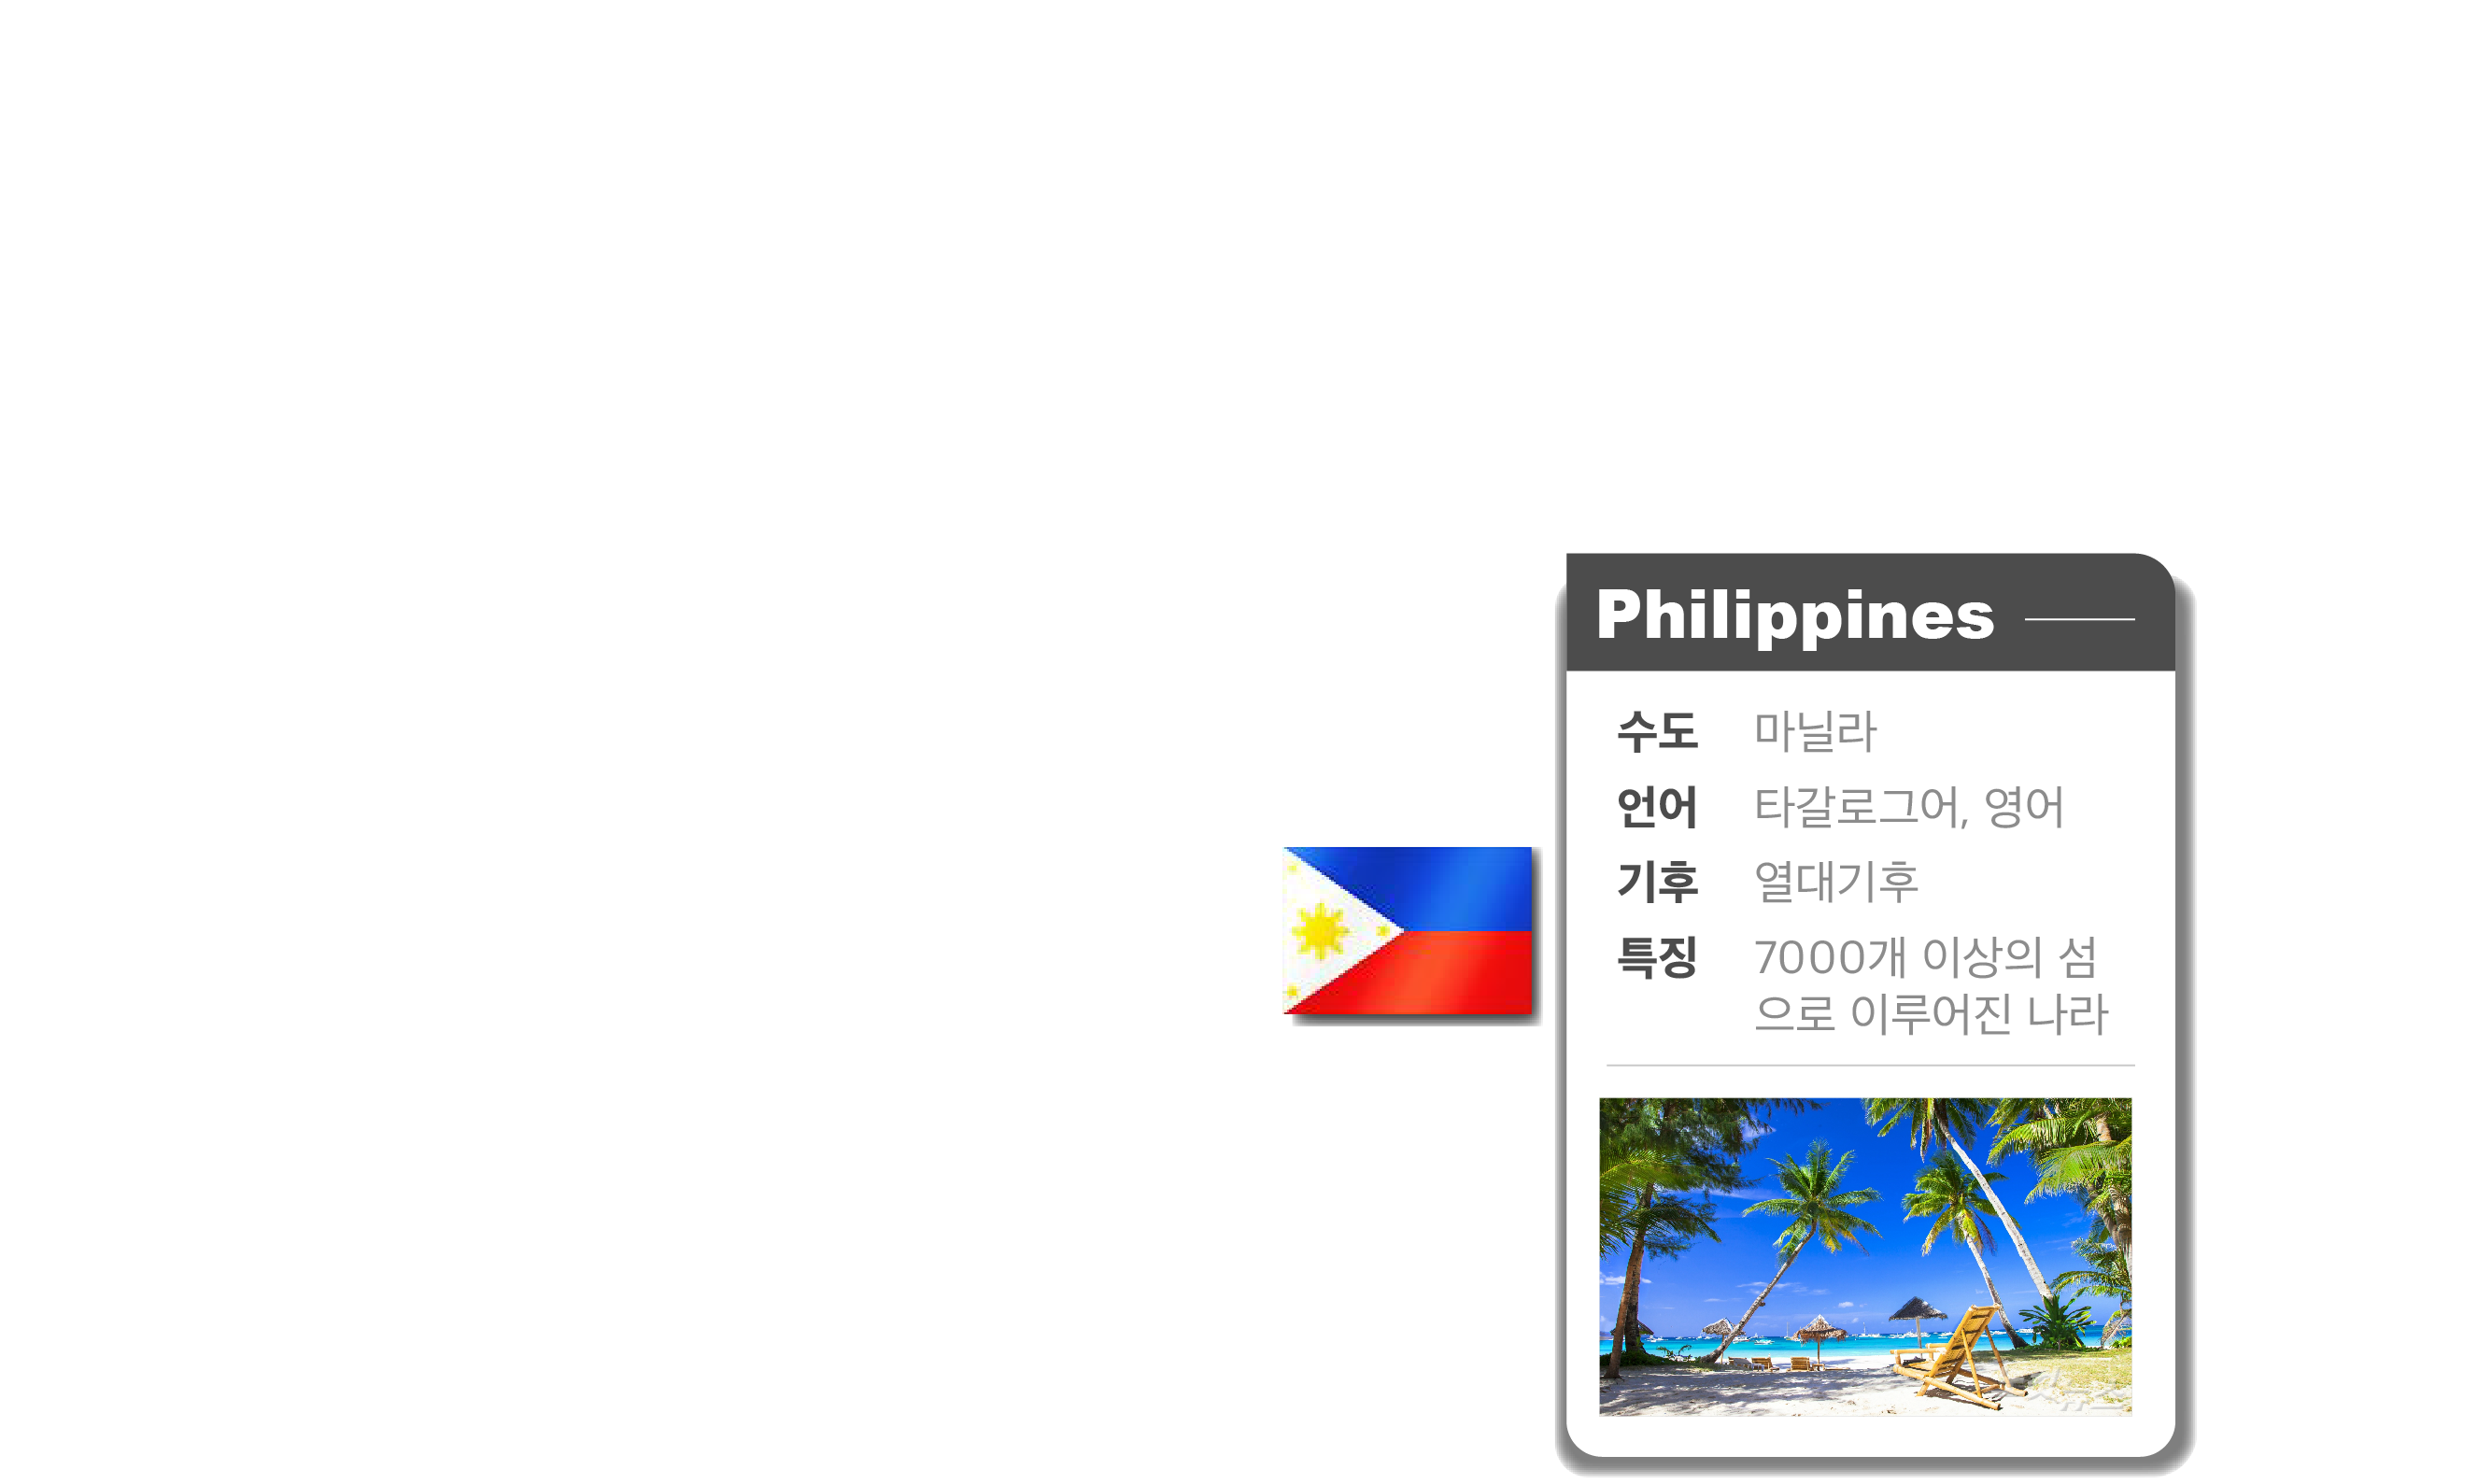 Philippines
수도 마닐라
언어 타갈로그어, 영어
기후 열대기후
특징 7000개 이상의 섬
으로 이루어진 나라